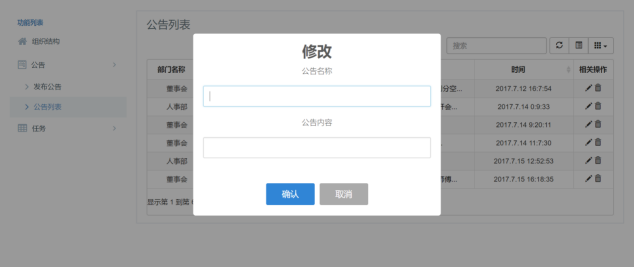 功能列表
组织结构
公告
发布公告
公告列表
任务
公告列表
搜索
部门名称
时间
相关操作
董事会
分空...
2017.7.12 16:7:54
人事部
开会...
2017.7.14 0:9:33
董事会
2017.7.14 9:20:11
董事会
2017.7.14 11:7:30
人事部
2017.7.15 12:52:53
董事会
2017.7.15 16:18:35
显示第 1 到第
修改
公告名称
公告内容
确认
取消